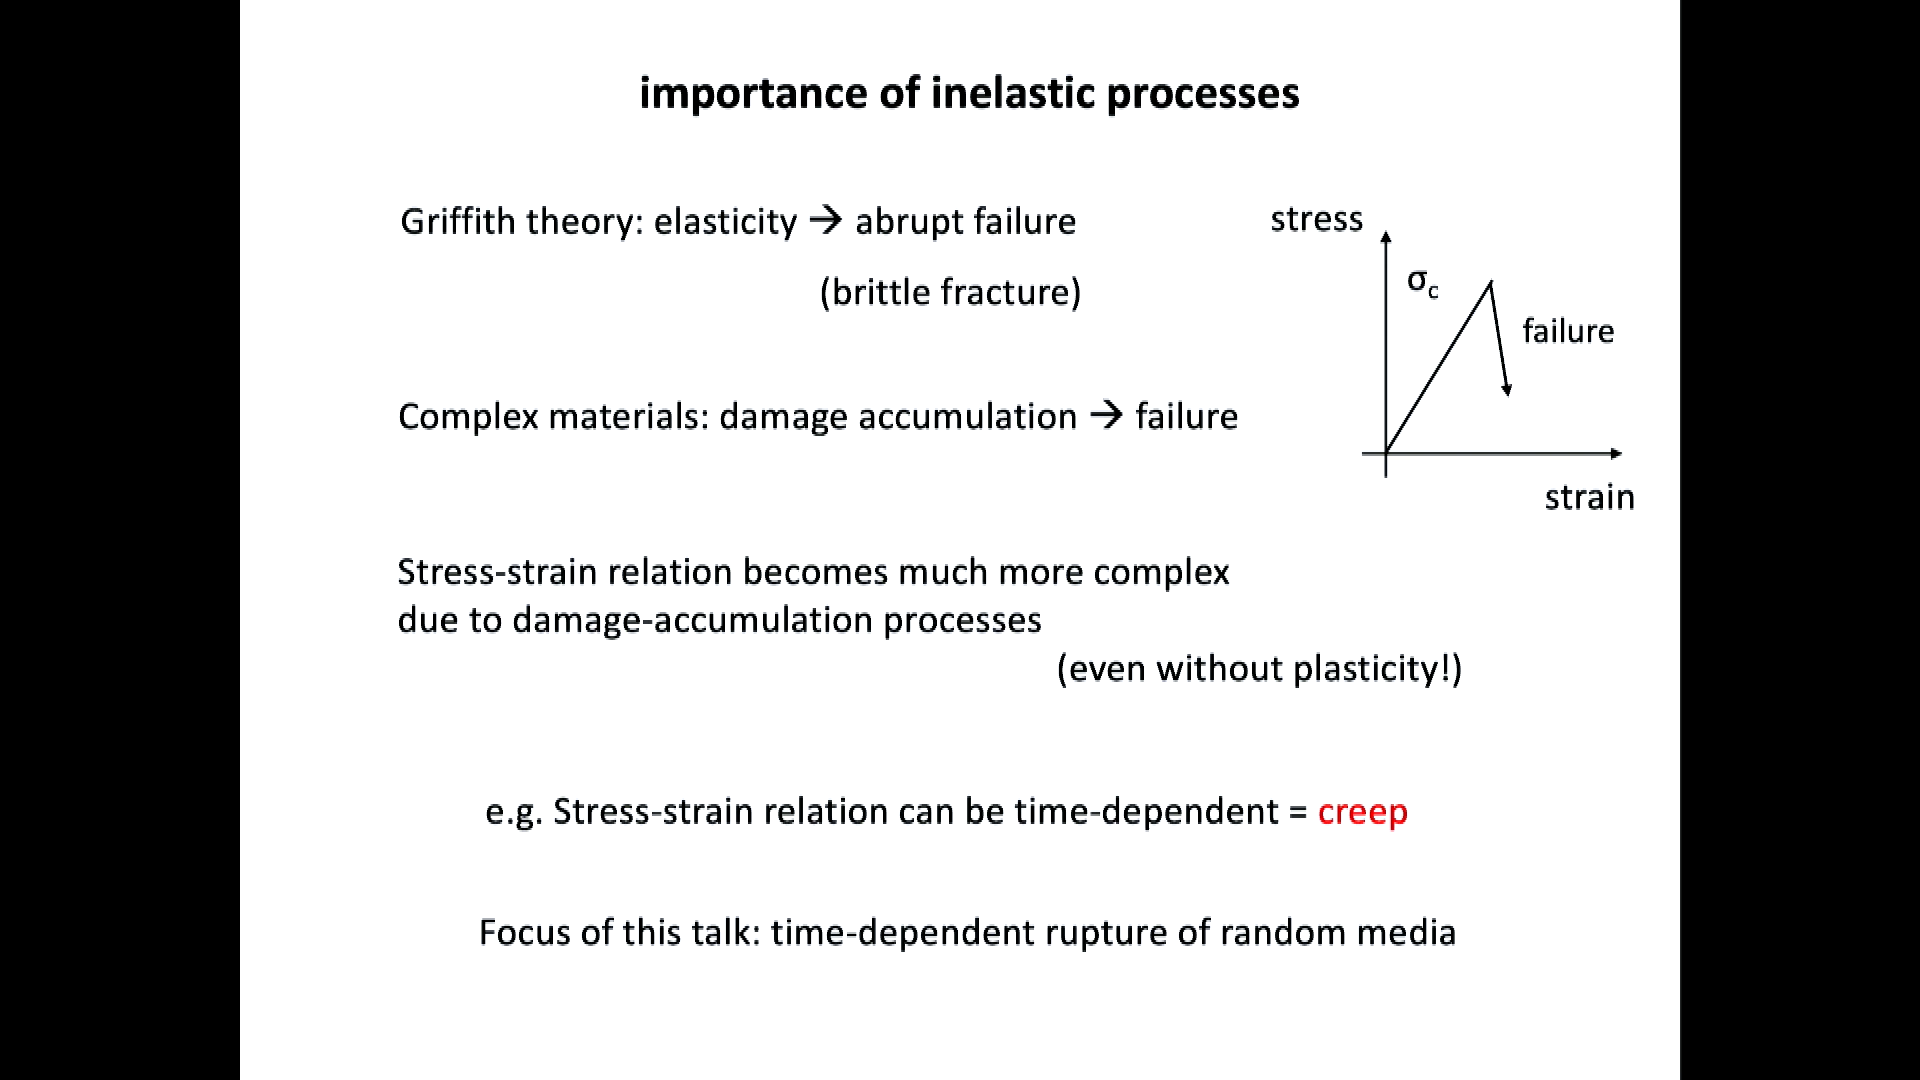 importance of inelastic processes
Griffith theory: elasticity → abrupt failure
(brittle fracture)
stress
σc
failure
strain
Complex materials: damage accumulation → failure
Stress-strain relation becomes much more complex
due to damage-accumulation processes
(even without plasticity!)
e.g. Stress-strain relation can be time-dependent = creep
Focus of this talk: time-dependent rupture of random media